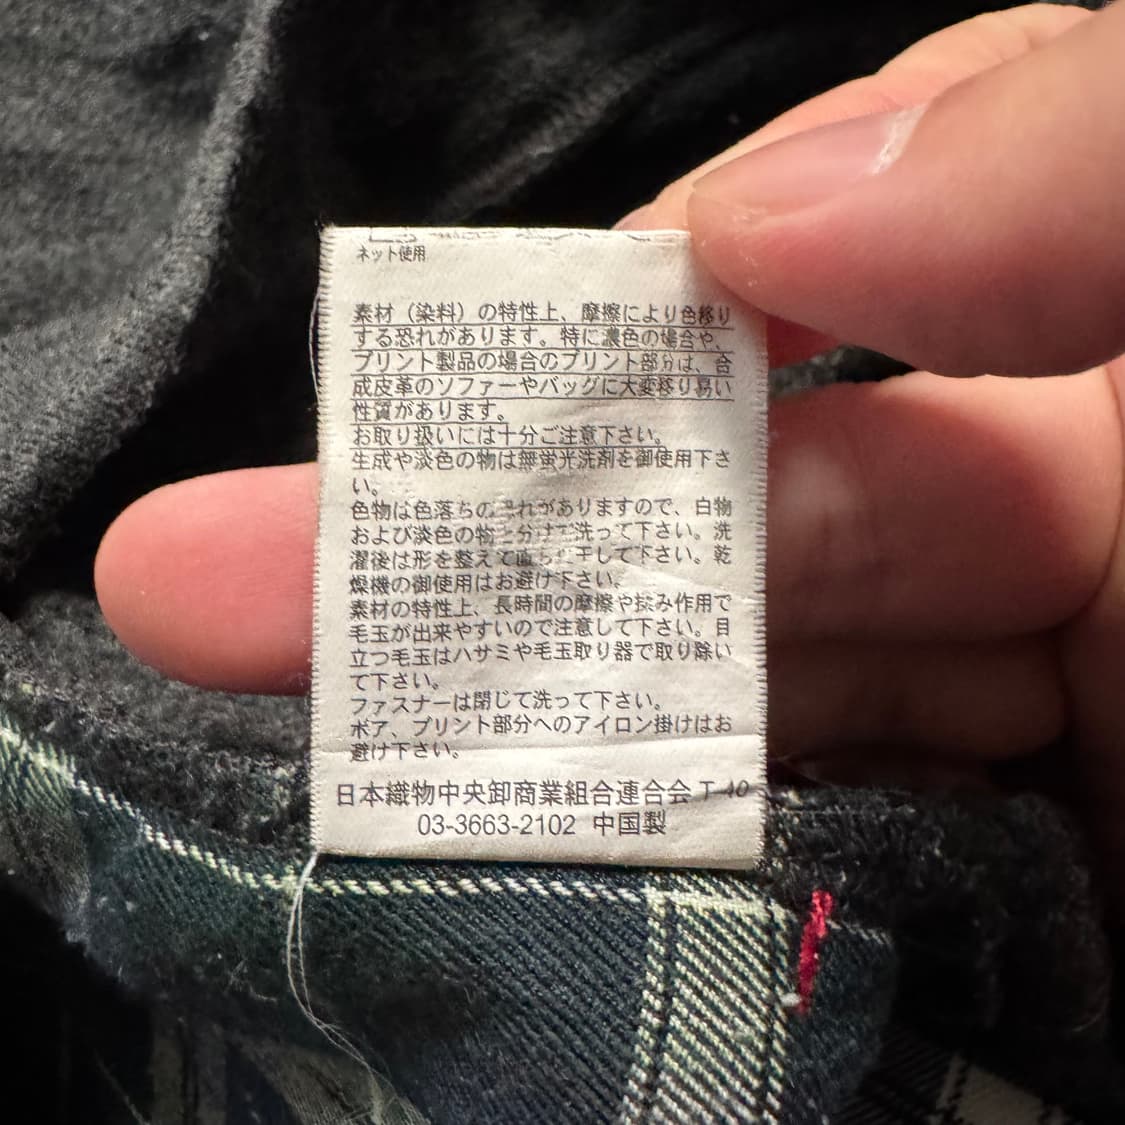 ネット使用
素材（染料）の特性上、摩擦により色移り
する恐れがあります。特に濃色の場合や、
プリント製品の場合のプリント部分は、合
成皮革のソファーやバッグに大変移り易い
性質があります。
お取り扱いには十分ご注意下さい。
生成や淡色の物は無蛍光洗剤を御使用下さ
い。
色物は色落ちの恐れがありますので、白物
および淡色の物と分けて洗って下さい。洗
濯後は形を整えて直ちに干して下さい。乾
燥機の御使用はお避け下さい。
素材の特性上、長時間の摩擦や揉み作用で
毛玉が出来やすいので注意して下さい。目
立つ毛玉はハサミや毛玉取り器で取り除い
て下さい。
ファスナーは閉じて洗って下さい。
ボア、プリント部分へのアイロン掛けはお
避け下さい。
日本織物中央卸商業組合連合会 T-40
03-3663-2102 中国製